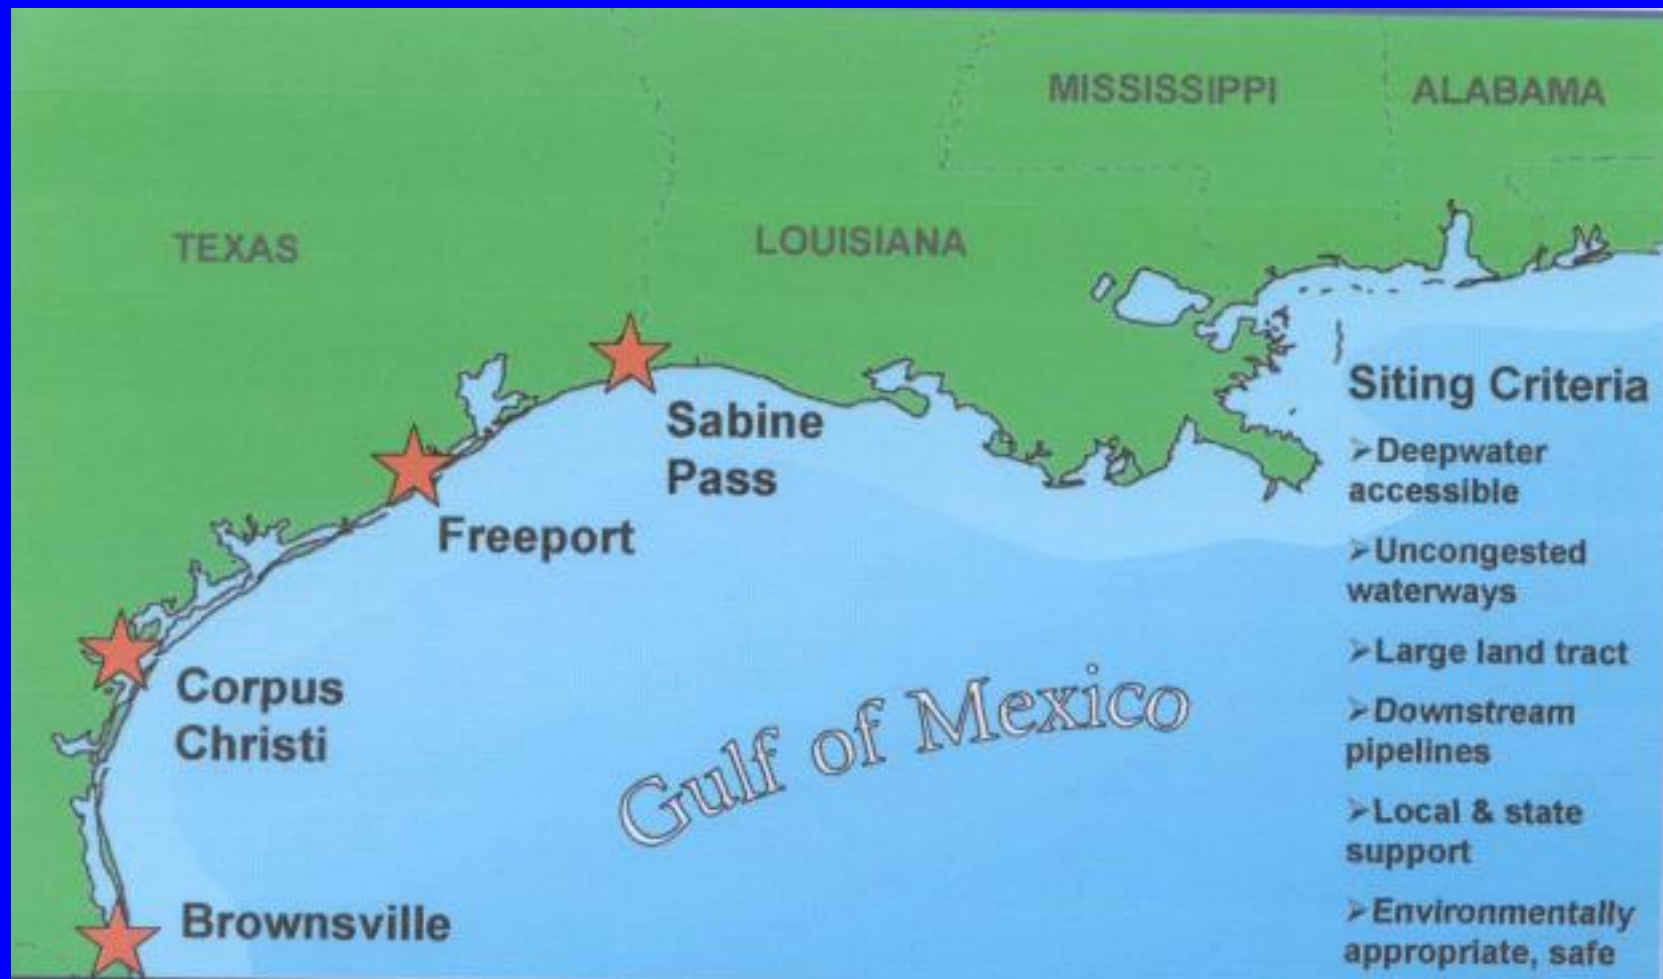 MISSISSIPPI
ALABAMA
TEXAS
LOUISIANA
Sabine
Pass
Freeport
Corpus
Christi
Brownsville
Gulf of Mexico
Siting Criteria
➢Deepwater
accessible
➢Uncongested
waterways
➢Large land tract
➢Downstream
pipelines
➢Local & state
support
➢Environmentally
appropriate, safe